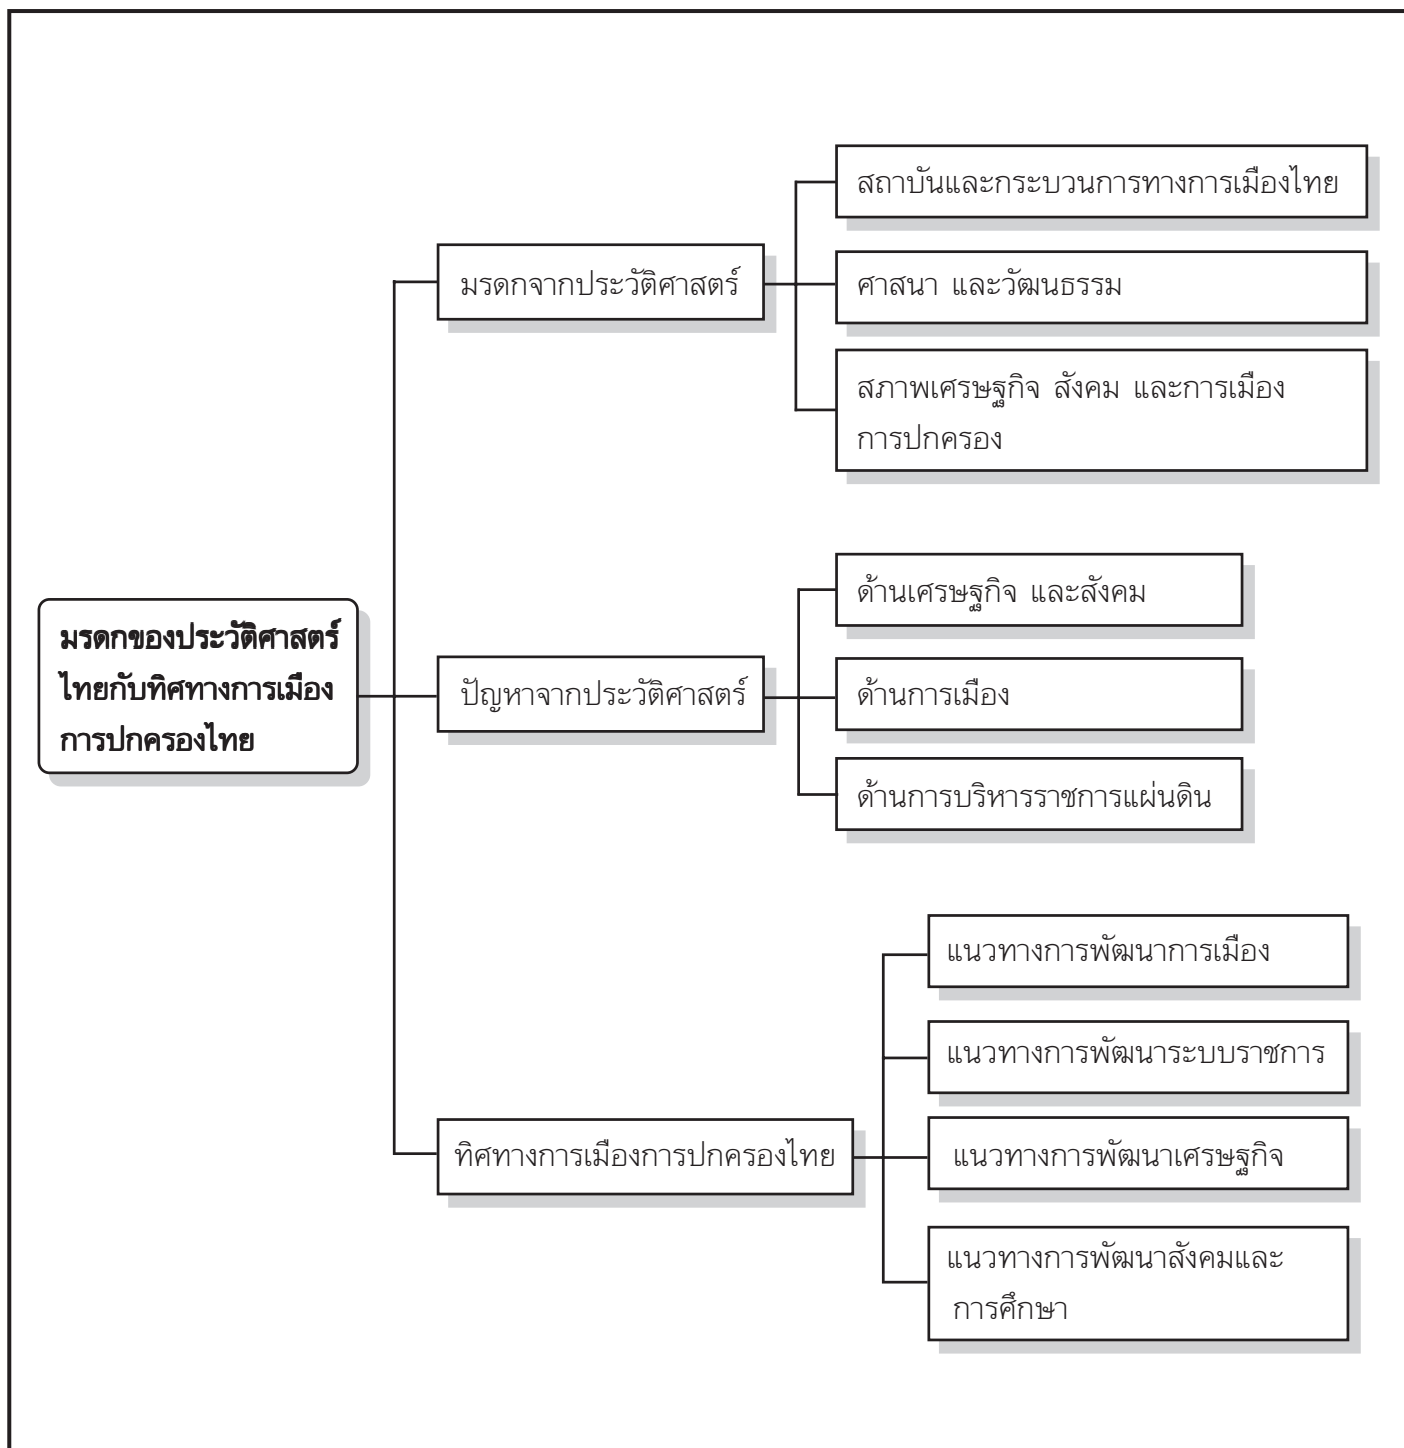 สถาบันและกระบวนการทางการเมืองไทย
มรดกจากประวัติศาสตร์
ศาสนา และวัฒนธรรม
สภาพเศรษฐกิจ สังคม และการเมือง
การปกครอง
มรดกของประวัติศาสตร์
ไทยกับทิศทางการเมือง
การปกครองไทย
ด้านเศรษฐกิจ และสังคม
ปัญหาจากประวัติศาสตร์
ด้านการเมือง
ด้านการบริหารราชการแผ่นดิน
แนวทางการพัฒนาการเมือง
แนวทางการพัฒนาระบบราชการ
ทิศทางการเมืองการปกครองไทย
แนวทางการพัฒนาเศรษฐกิจ
แนวทางการพัฒนาสังคมและ
การศึกษา